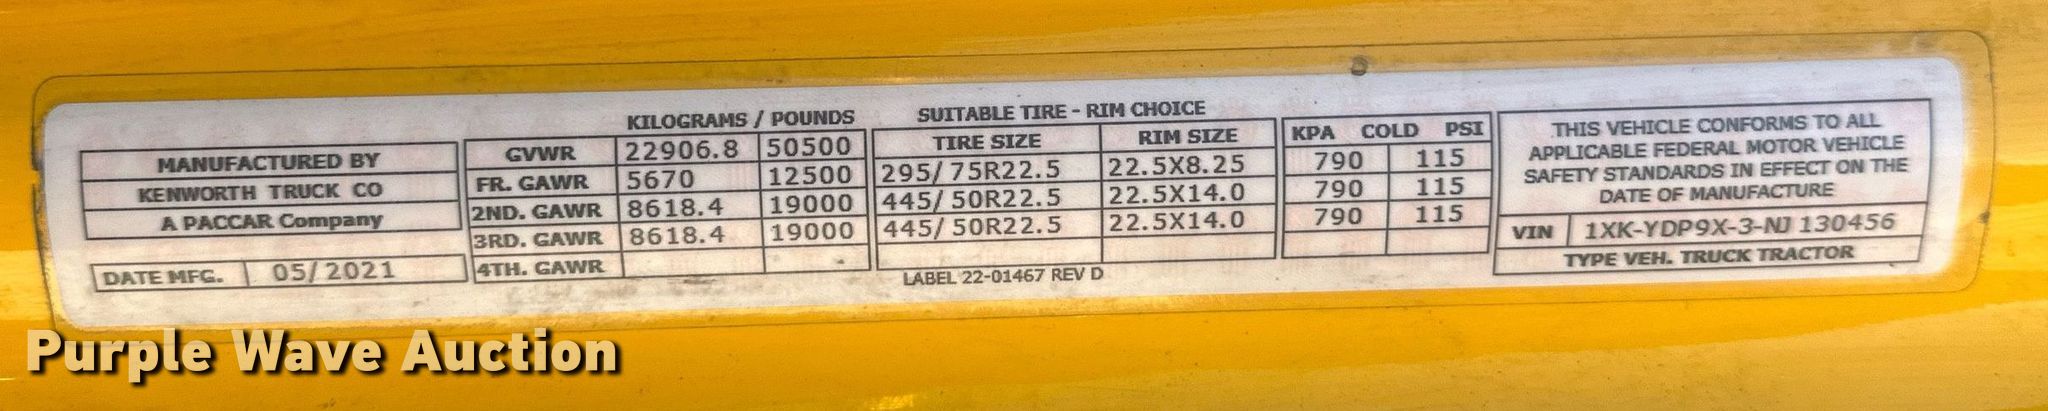 KILOGRAMS / POUNDS SUITABLE TIRE - RIM CHOICE
MANUFACTURED BY
KENWORTH TRUCK CO
A PACCAR Company
DATE MFG. 05/2021
GVWR 22906.8 50500
FR. GAWR 5670 12500
2ND. GAWR 8618.4 19000
3RD. GAWR 8618.4 19000
4TH. GAWR
TIRE SIZE RIM SIZE
295/75R22.5 22.5X8.25
445/50R22.5 22.5X14.0
445/50R22.5 22.5X14.0
LABEL 22-01467 REV D
KPA COLD PSI
790 115
790 115
790 115
THIS VEHICLE CONFORMS TO ALL
APPLICABLE FEDERAL MOTOR VEHICLE
SAFETY STANDARDS IN EFFECT ON THE
DATE OF MANUFACTURE
VIN 1XK-YDP9X-3-NJ 130456
TYPE VEH. TRUCK TRACTOR
Purple Wave Auction